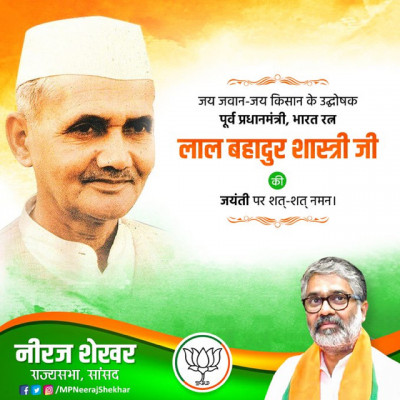 जय जवान-जय किसान के उद्घोषक
पूर्व प्रधानमंत्री, भारत रत्न
लाल बहादुर शास्त्री जी
की
जयंती पर शत्-शत् नमन।
नीरज शेखर
राज्यसभा, सांसद
/MPNeerajShekhar